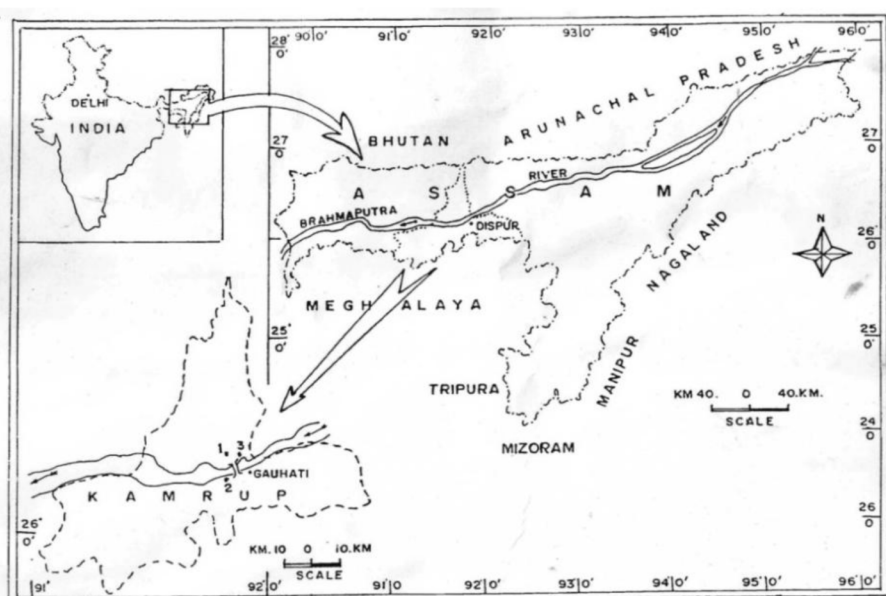 90°0' 91°0' 92°0' 93°0' 94°0' 95°0' 96°0'
28°
0'
DELHI
INDIA
ARUNACHAL PRADESH
BHUTAN
27
0'
27
0'
RIVER
ASSAM
BRAHMAPUTRA
DISPUR
N
26
0'
26
0'
NAGALAND
MEGHALAYA
25°
0'
25
0'
MANIPUR
TRIPURA
KM 40. 0 40.KM.
SCALE
24
0'
MIZORAM
1. 3
GAUHATI
2
KAMRUP
26°
0'
26
0'
KM. 10 0 10.KM
SCALE
91° 92°0' 91°0' 92°0' 93°0' 94°0' 95°0' 96°0'